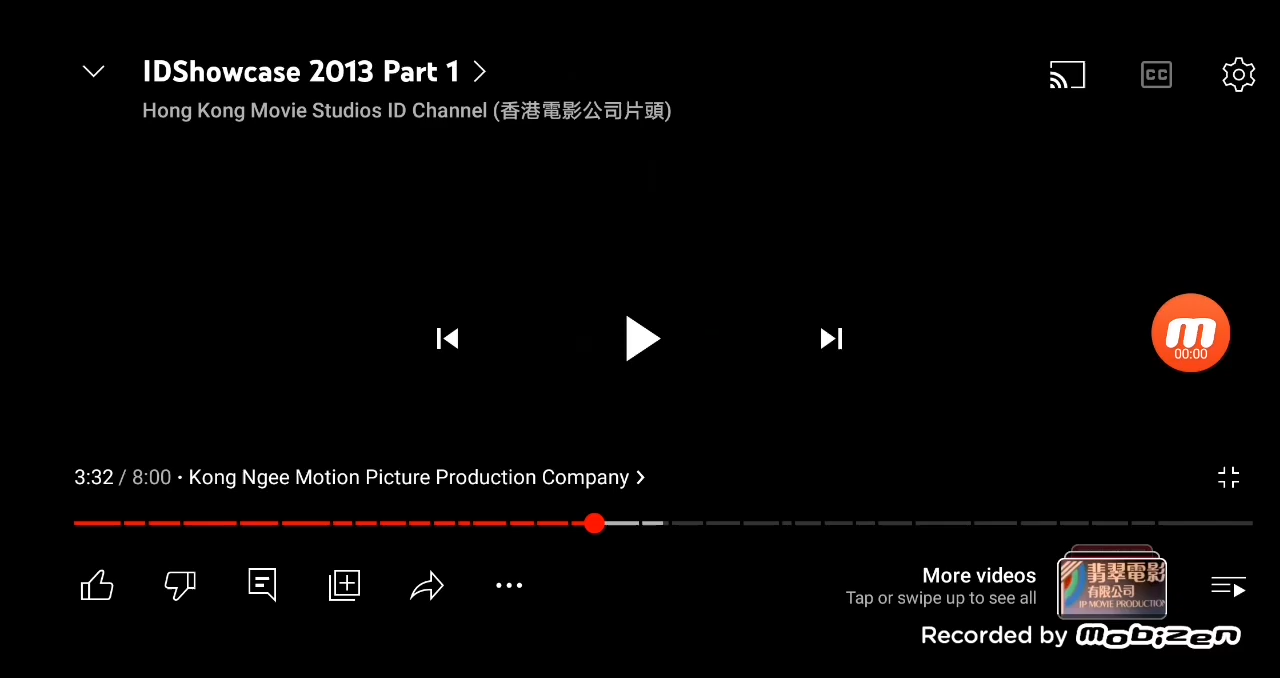 IDShowcase 2013 Part 1
Hong Kong Movie Studios ID Channel (香港電影公司片頭)
CC
m
00:00
3:32 / 8:00 · Kong Ngee Motion Picture Production Company
More videos
Tap or swipe up to see all
翡翠電影
有限公司
JP MOVIE PRODUCTION
Recorded by mobizen